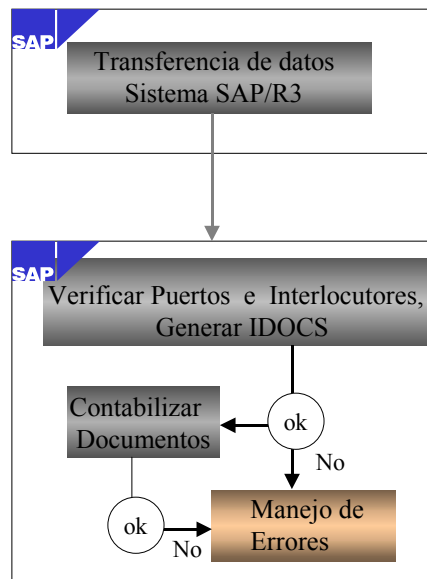 SAP
Transferencia de datos
Sistema SAP/R3
SAP
Verificar Puertos e Interlocutores,
Generar IDOCS
Contabilizar
Documentos
ok
No
ok
No
Manejo de
Errores